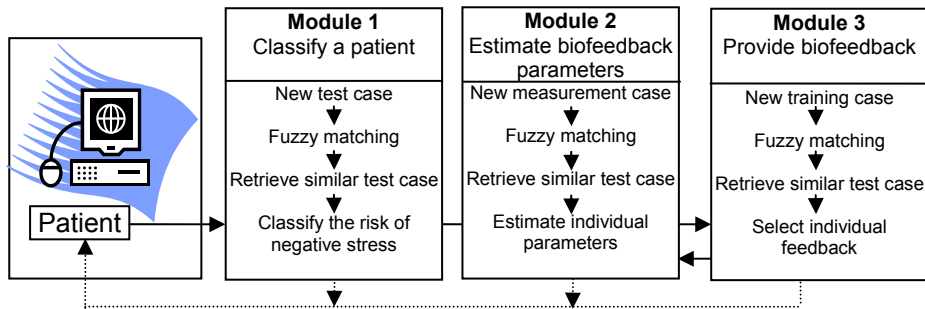 Patient
Module 1
Classify a patient
New test case
Fuzzy matching
Retrieve similar test case
Classify the risk of
negative stress
Module 2
Estimate biofeedback
parameters
New measurement case
Fuzzy matching
Retrieve similar test case
Estimate individual
parameters
Module 3
Provide biofeedback
New training case
Fuzzy matching
Retrieve similar test case
Select individual
feedback